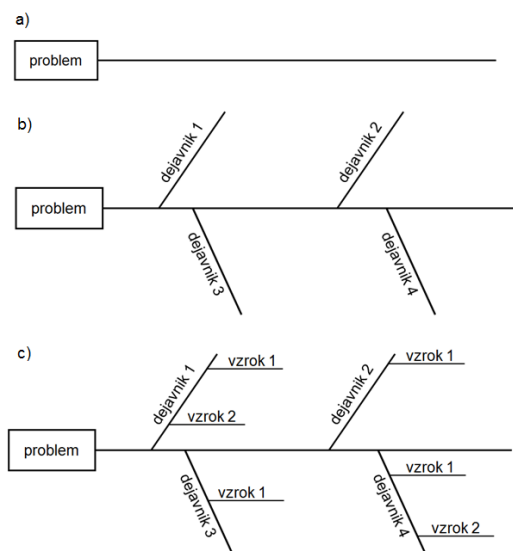 a)
problem
b)
dejavnik 1
dejavnik 2
problem
dejavnik 3
dejavnik 4
c)
dejavnik 1
vzrok 1
vzrok 2
dejavnik 2
vzrok 1
problem
dejavnik 3
vzrok 1
dejavnik 4
vzrok 1
vzrok 2